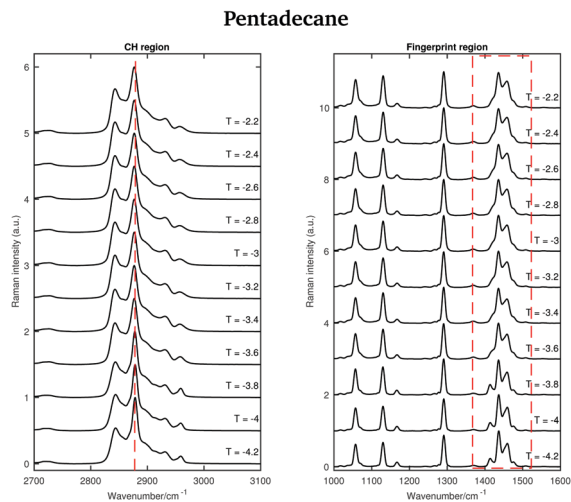 Pentadecane
CH region
6
5
4
3
2
1
0
Raman intensity (a.u.)
T = -2.2
T = -2.4
T = -2.6
T = -2.8
T = -3
T = -3.2
T = -3.4
T = -3.6
T = -3.8
T = -4
T = -4.2
2700 2800 2900 3000 3100
Wavenumber/cm⁻¹
Fingerprint region
10
8
6
4
2
0
Raman intensity (a.u.)
T = -2.2
T = -2.4
T = -2.6
T = -2.8
T = -3
T = -3.2
T = -3.4
T = -3.6
T = -3.8
T = -4
T = -4.2
1000 1100 1200 1300 1400 1500 1600
Wavenumber/cm⁻¹